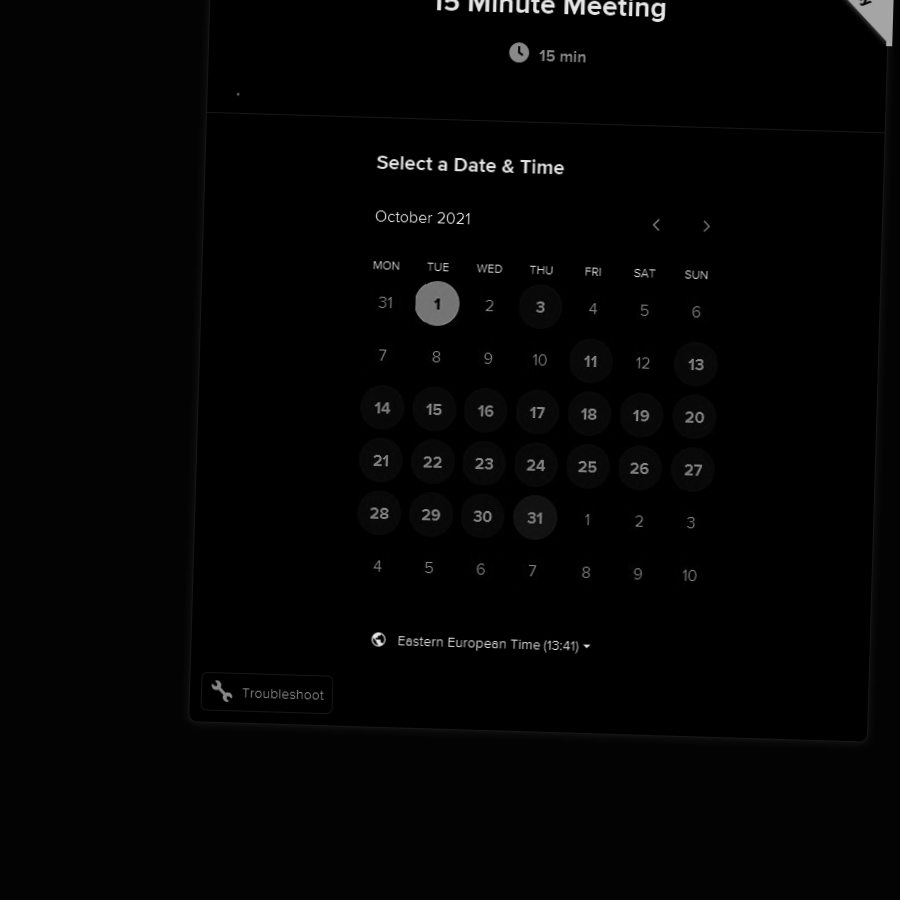 15 Minute Meeting
15 min
Select a Date & Time
October 2021
MON TUE WED THU FRI SAT SUN
31 1 2 3 4 5 6
7 8 9 10 11 12 13
14 15 16 17 18 19 20
21 22 23 24 25 26 27
28 29 30 31 1 2 3
4 5 6 7 8 9 10
Eastern European Time (13:41)
Troubleshoot